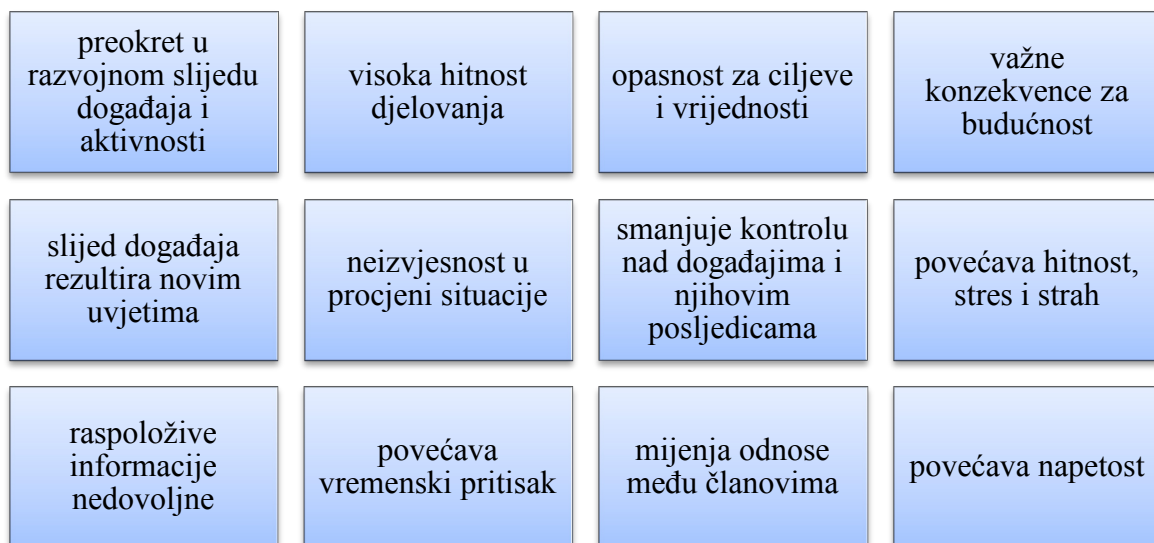 preokret u
razvojnom slijedu
događaja i
aktivnosti
visoka hitnost
djelovanja
opasnost za ciljeve
i vrijednosti
važne
konzekvence za
budućnost
slijed događaja
rezultira novim
uvjetima
neizvjesnost u
procjeni situacije
smanjuje kontrolu
nad događajima i
njihovim
posljedicama
povećava hitnost,
stres i strah
raspoložive
informacije
nedovoljne
povećava
vremenski pritisak
mijenja odnose
među članovima
povećava napetost